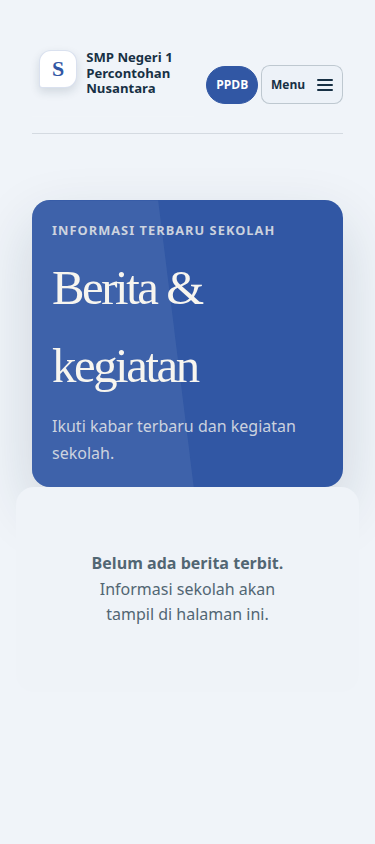 S
SMP Negeri 1
Percontohan
Nusantara
PPDB
Menu
INFORMASI TERBARU SEKOLAH
Berita &
kegiatan
Ikuti kabar terbaru dan kegiatan
sekolah.
Belum ada berita terbit.
Informasi sekolah akan
tampil di halaman ini.